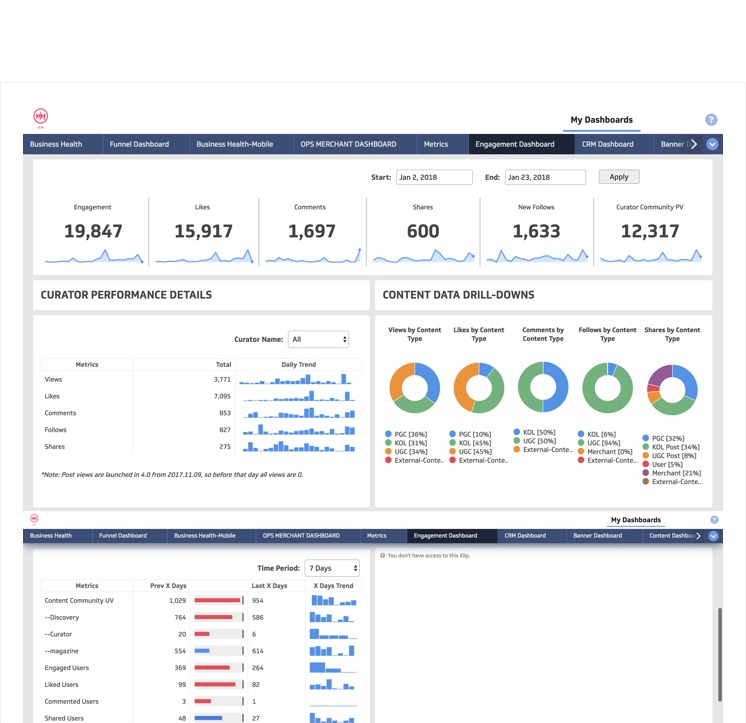 My Dashboards ?
Business Health Funnel Dashboard Business Health-Mobile OPS MERCHANT DASHBOARD Metrics Engagement Dashboard CRM Dashboard Banner
Start: Jan 2, 2018 End: Jan 23, 2018 Apply
Engagement Likes Comments Shares New Follows Curator Community PV
19,847 15,917 1,697 600 1,633 12,317
CURATOR PERFORMANCE DETAILS
Curator Name: All
Metrics Total Daily Trend
Views 3,771
Likes 7,095
Comments 853
Follows 827
Shares 275
*Note: Post views are launched in 4.0 from 2017.11.09, so before that day all views are 0.
CONTENT DATA DRILL-DOWNS
Views by Content Type
PGC [36%]
KOL [31%]
UGC [34%]
External-Conte..
Likes by Content Type
PGC [10%]
KOL [45%]
UGC [45%]
External-Conte..
Comments by Content Type
KOL [50%]
UGC [50%]
External-Conte..
Follows by Content Type
KOL [6%]
UGC [94%]
Merchant [0%]
External-Conte..
Shares by Content Type
PGC [32%]
KOL Post [34%]
UGC Post [8%]
User [5%]
Merchant [21%]
External-Conte..
My Dashboards ?
Business Health Funnel Dashboard Business Health-Mobile OPS MERCHANT DASHBOARD Metrics Engagement Dashboard CRM Dashboard Banner Dashboard Content Dashbo
Time Period: 7 Days
Metrics Prev X Days Last X Days X Days Trend
Content Community UV 1,029 954
--Discovery 764 586
--Curator 20 6
--magazine 554 614
Engaged Users 369 264
Liked Users 99 82
Commented Users 3 1
Shared Users 48 27
You don't have access to this Klip.